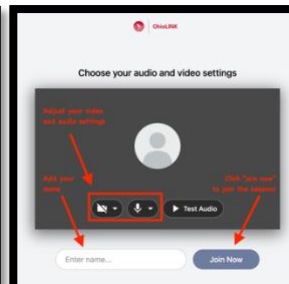 OhioLINK
Choose your audio and video settings
Adjust your video
and audio settings
Add your
name
Click "join now"
to join the session
Test Audio
Enter name...
Join Now